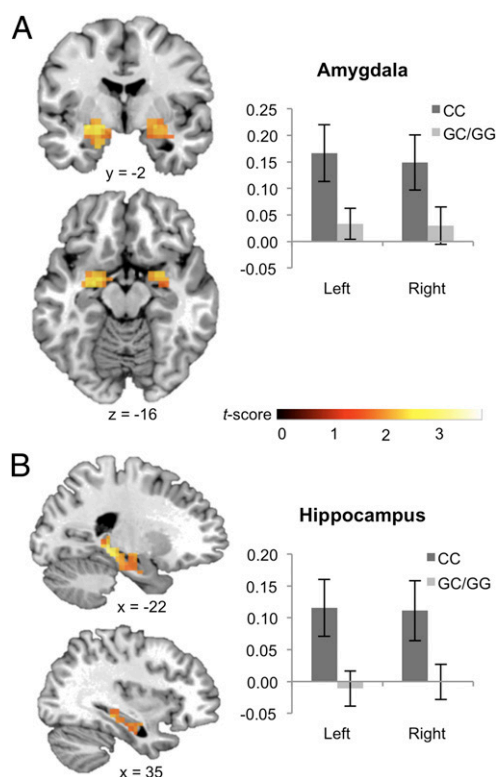 A
y = -2
z = -16
Amygdala
0.25
0.20
0.15
0.10
0.05
0.00
-0.05
CC
GC/GG
Left Right
t-score
0 1 2 3
B
x = -22
x = 35
Hippocampus
0.20
0.15
0.10
0.05
0.00
-0.05
CC
GC/GG
Left Right